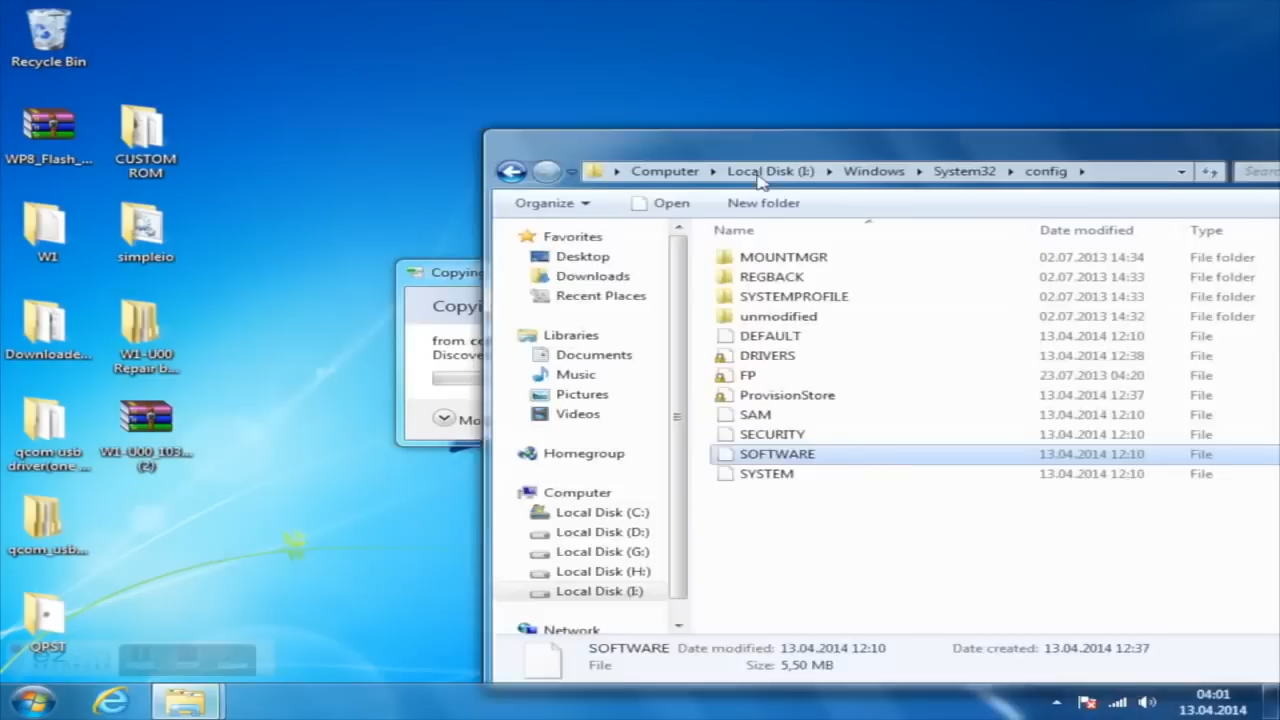 Recycle Bin
WP8_Flash_...
CUSTOM
ROM
W1
simpleio
Downloade...
W1-U00
Repair b...
qcom usb
driver(one ...
W1-U00_103...
(2)
qcom_usb...
QPST
Copying
Copyi
from co
Discove
Mo
Computer
Local Disk (I:)
Windows
System32
config
Sear
Organize
Open
New folder
Favorites
Desktop
Downloads
Recent Places
Libraries
Documents
Music
Pictures
Videos
Homegroup
Computer
Local Disk (C:)
Local Disk (D:)
Local Disk (G:)
Local Disk (H:)
Local Disk (I:)
Network
Name Date modified Type
MOUNTMGR 02.07.2013 14:34 File folder
REGBACK 02.07.2013 14:33 File folder
SYSTEMPROFILE 02.07.2013 14:33 File folder
unmodified 02.07.2013 14:32 File folder
DEFAULT 13.04.2014 12:10 File
DRIVERS 13.04.2014 12:38 File
FP 23.07.2013 04:20 File
ProvisionStore 13.04.2014 12:37 File
SAM 13.04.2014 12:10 File
SECURITY 13.04.2014 12:10 File
SOFTWARE 13.04.2014 12:10 File
SYSTEM 13.04.2014 12:10 File
SOFTWARE Date modified: 13.04.2014 12:10 Date created: 13.04.2014 12:37
File Size: 5,50 MB
04:01
13.04.2014